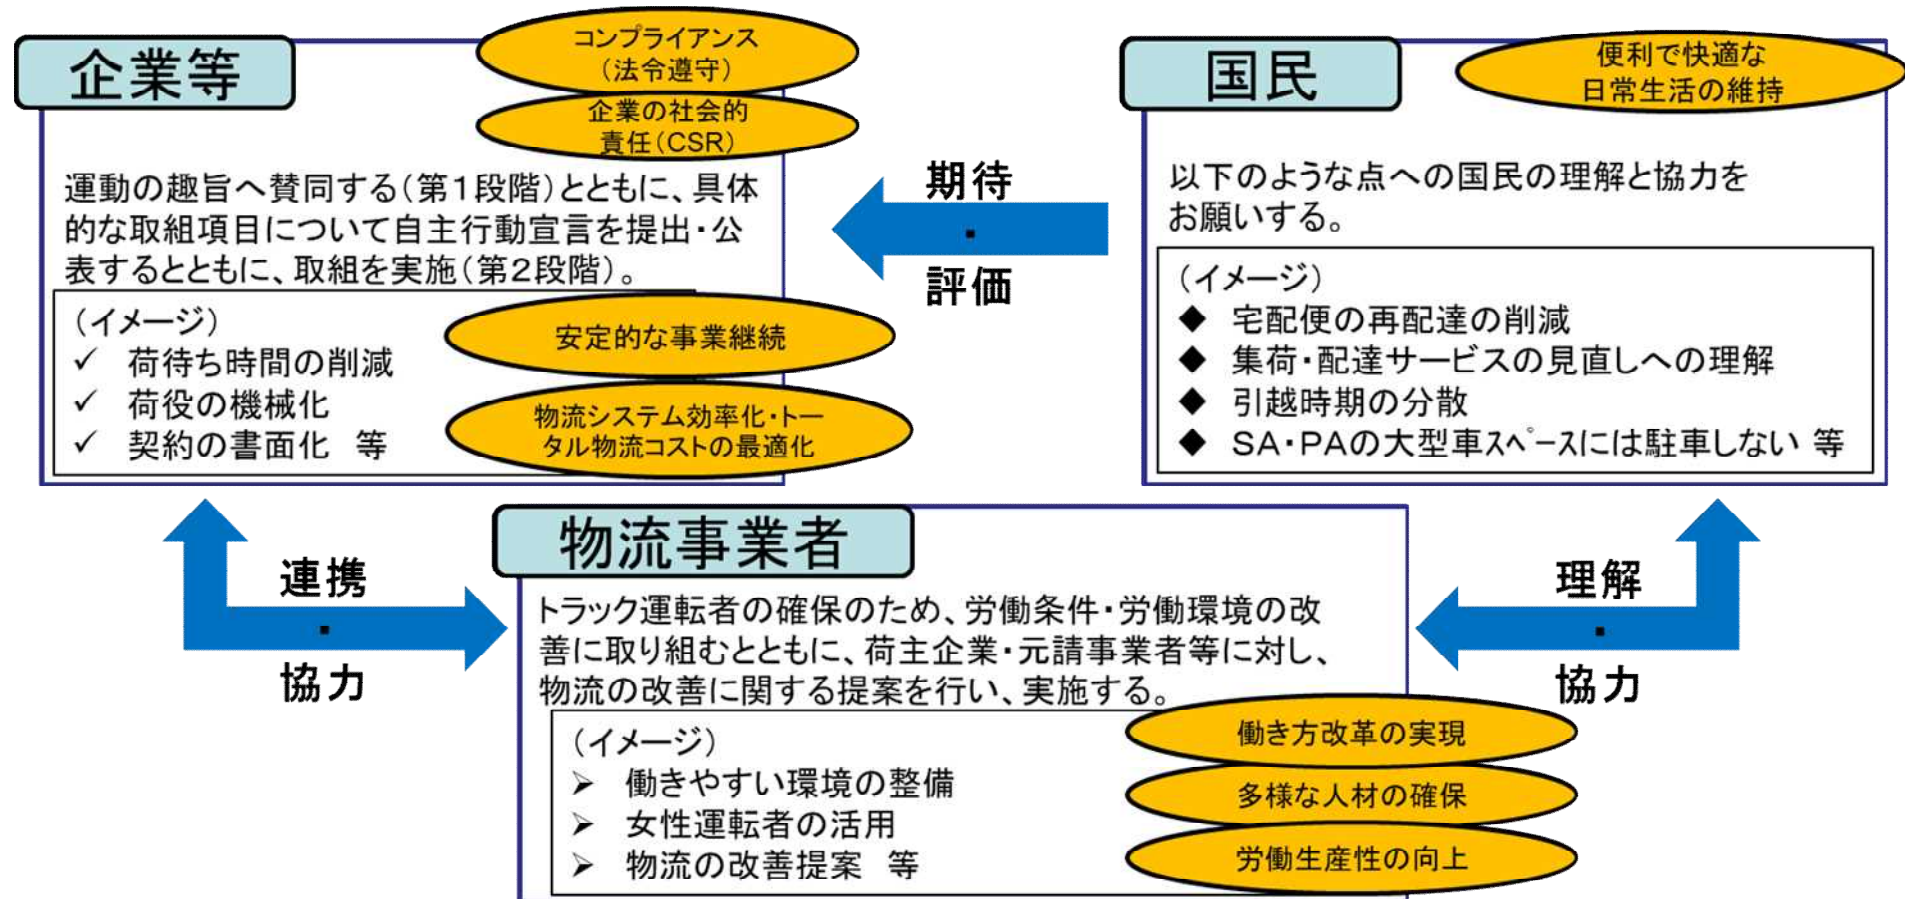 企業等
コンプライアンス
（法令遵守）
企業の社会的
責任（CSR）
運動の趣旨へ賛同する（第１段階）とともに、具体
的な取組項目について自主行動宣言を提出・公
表するとともに、取組を実施（第２段階）。
（イメージ）
✓ 荷待ち時間の削減
✓ 荷役の機械化
✓ 契約の書面化　等
安定的な事業継続
物流システム効率化・トー
タル物流コストの最適化
期待
・
評価
国民
便利で快適な
日常生活の維持
以下のような点への国民の理解と協力を
お願いする。
（イメージ）
◆ 宅配便の再配達の削減
◆ 集荷・配達サービスの見直しへの理解
◆ 引越時期の分散
◆ SA・PAの大型車ｽﾍﾟｰｽには駐車しない 等
連携
・
協力
物流事業者
トラック運転者の確保のため、労働条件・労働環境の改
善に取り組むとともに、荷主企業・元請事業者等に対し、
物流の改善に関する提案を行い、実施する。
（イメージ）
➢ 働きやすい環境の整備
➢ 女性運転者の活用
➢ 物流の改善提案　等
働き方改革の実現
多様な人材の確保
労働生産性の向上
理解
・
協力